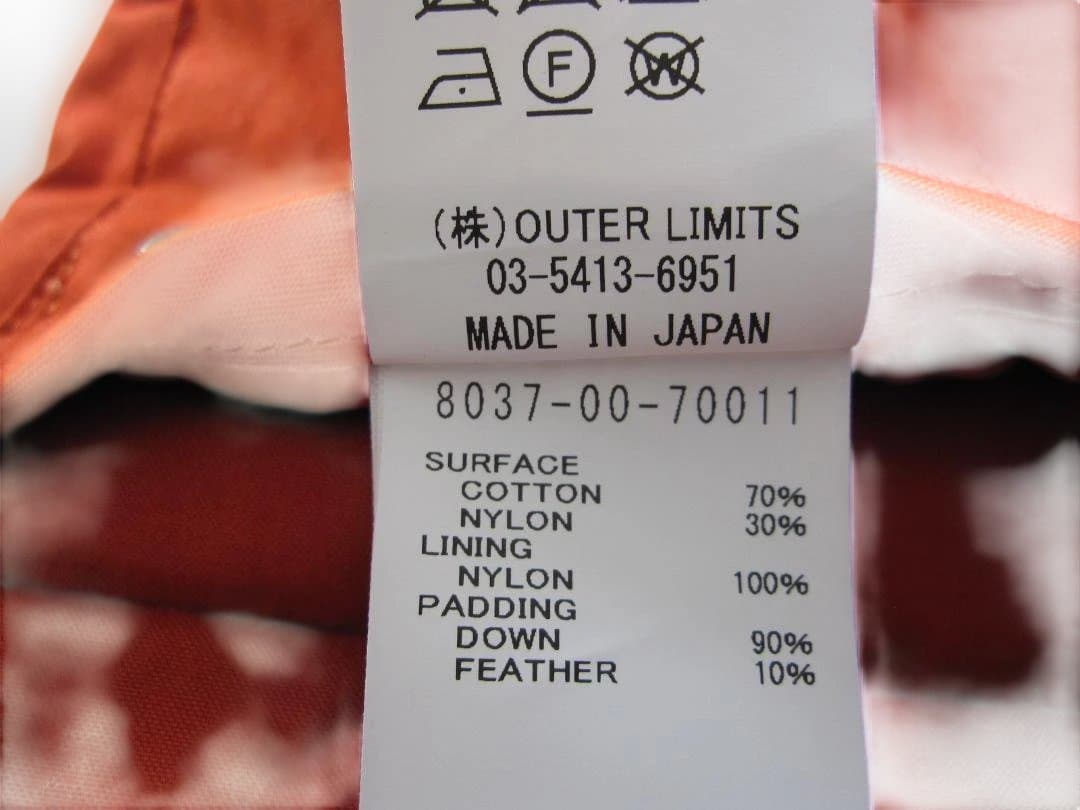 F W
(株)OUTER LIMITS
03-5413-6951
MADE IN JAPAN
8037-00-70011
SURFACE
COTTON 70%
NYLON 30%
LINING
NYLON 100%
PADDING
DOWN 90%
FEATHER 10%